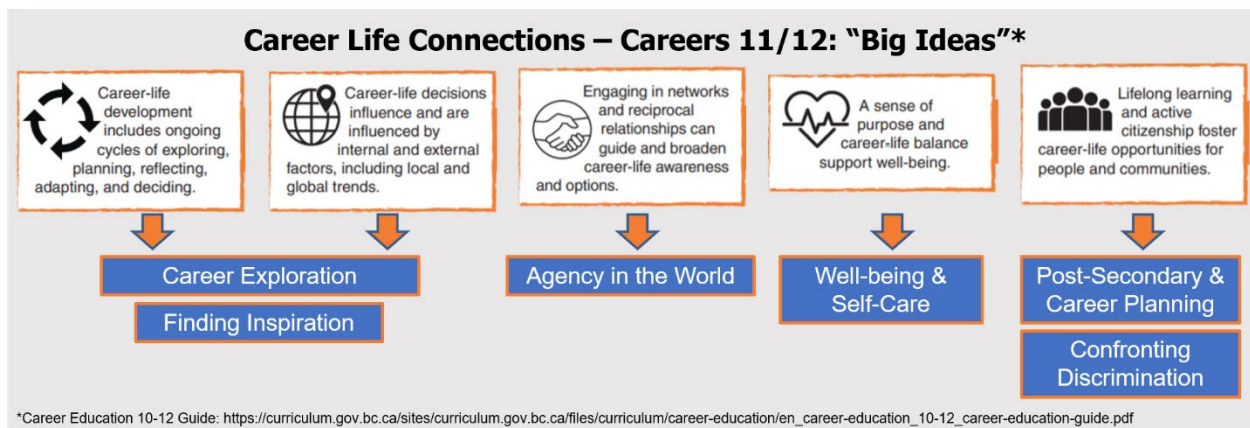 Career Life Connections – Careers 11/12: “Big Ideas”*
Career-life
development
includes ongoing
cycles of exploring,
planning, reflecting,
adapting, and deciding.
Career-life decisions
influence and are
influenced by
internal and external
factors, including local and
global trends.
Engaging in networks
and reciprocal
relationships can
guide and broaden
career-life awareness
and options.
A sense of
purpose and
career-life balance
support well-being.
Lifelong learning
and active
citizenship foster
career-life opportunities for
people and communities.
Career Exploration
Finding Inspiration
Agency in the World
Well-being &
Self-Care
Post-Secondary &
Career Planning
Confronting
Discrimination
*Career Education 10-12 Guide: https://curriculum.gov.bc.ca/sites/curriculum.gov.bc.ca/files/curriculum/career-education/en_career-education_10-12_career-education-guide.pdf